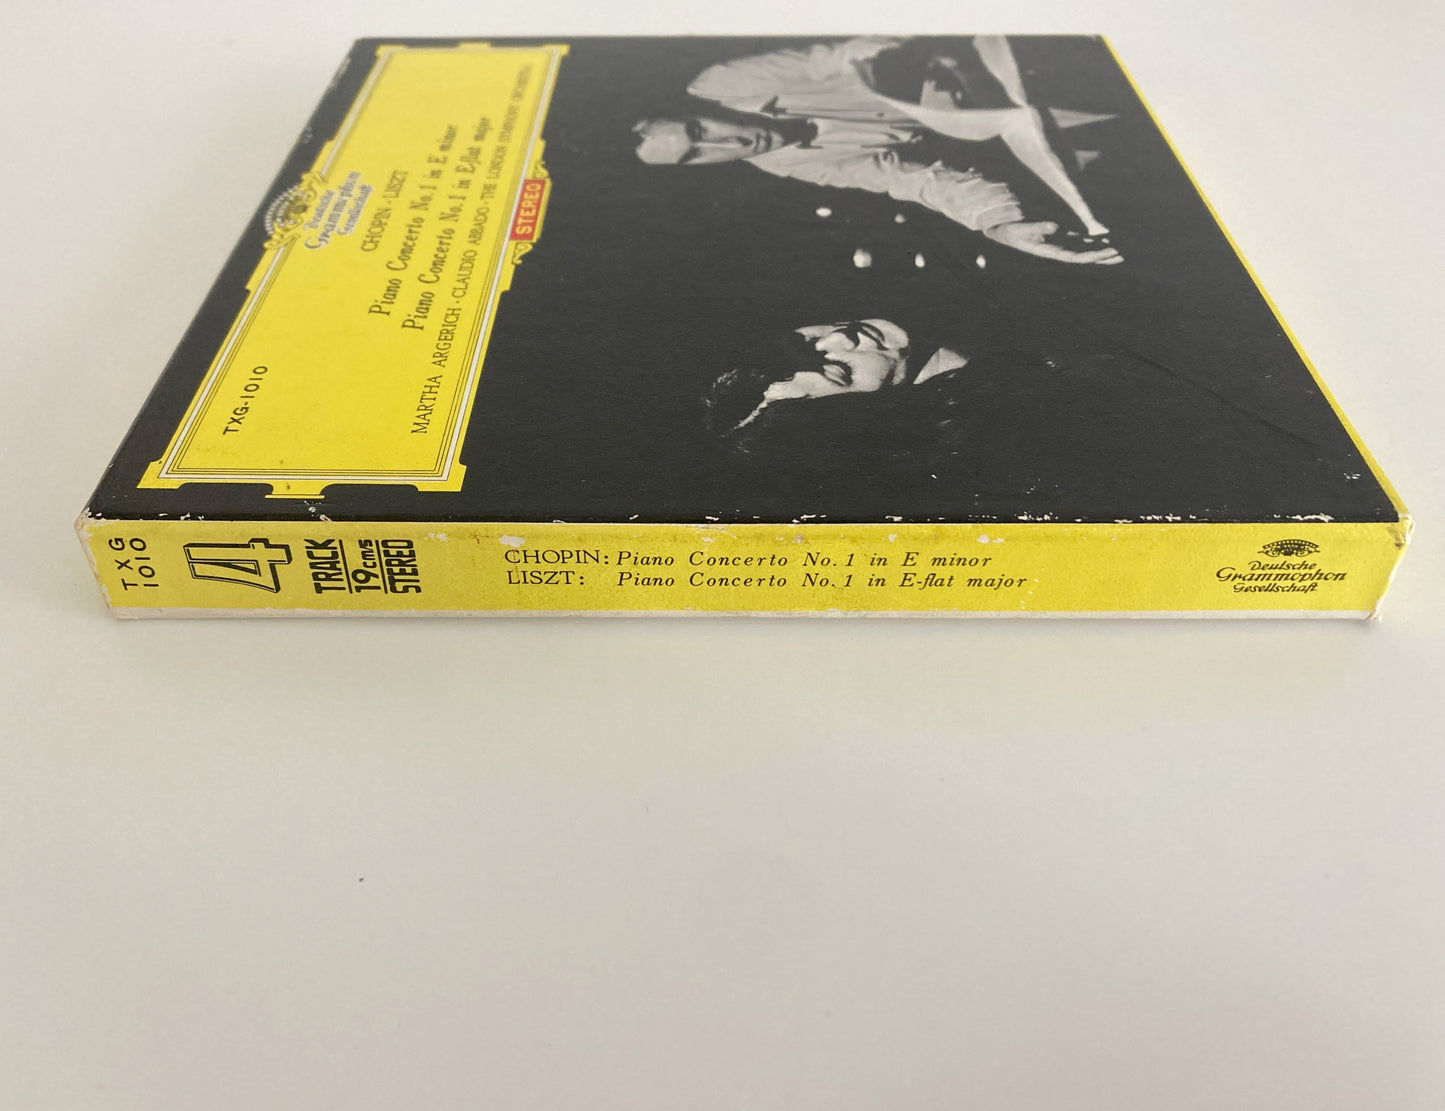 Deutsche
Grammophon
Gesellschaft
CHOPIN · LISZT
Piano Concerto No. 1 in E minor
Piano Concerto No. 1 in E-flat major
MARTHA ARGERICH · CLAUDIO ABBADO · THE LONDON SYMPHONY ORCHESTRA
TXG-1010
STEREO
TXG
1010
4
TRACK
19cm/s
STEREO
CHOPIN: Piano Concerto No. 1 in E minor
LISZT: Piano Concerto No. 1 in E-flat major
Deutsche
Grammophon
Gesellschaft